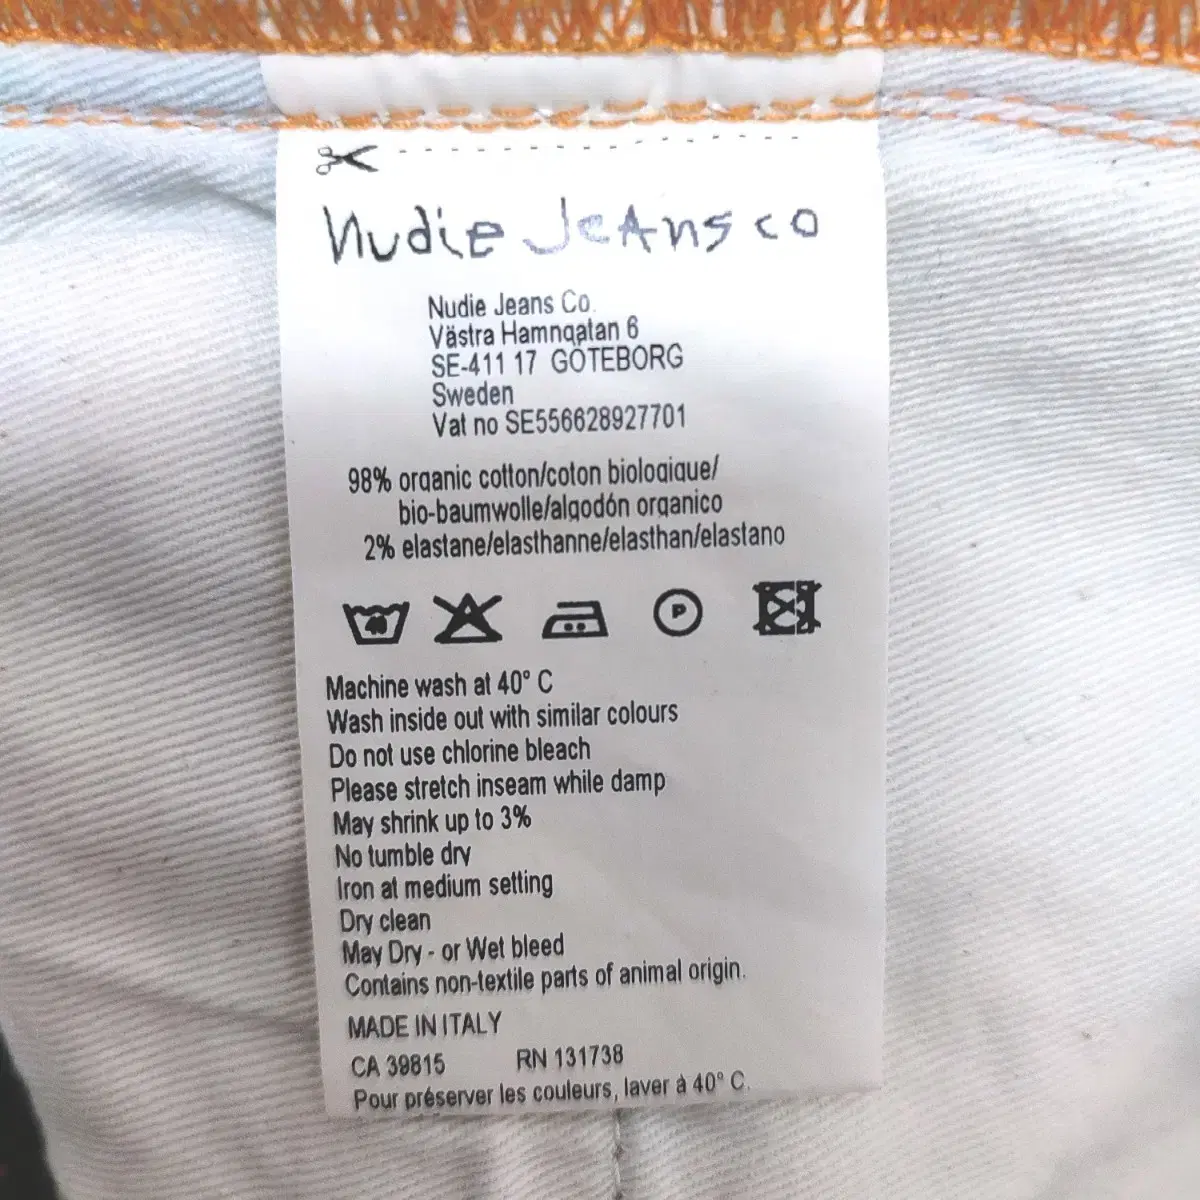 Nudie Jeans co
Nudie Jeans Co.
Västra Hamngatan 6
SE-411 17 GÖTEBORG
Sweden
Vat no SE556628927701
98% organic cotton/coton biologique/
bio-baumwolle/algodón organico
2% elastane/elasthanne/elasthan/elastano
40
P
Machine wash at 40° C
Wash inside out with similar colours
Do not use chlorine bleach
Please stretch inseam while damp
May shrink up to 3%
No tumble dry
Iron at medium setting
Dry clean
May Dry - or Wet bleed
Contains non-textile parts of animal origin.
MADE IN ITALY
CA 39815 RN 131738
Pour préserver les couleurs, laver à 40° C.